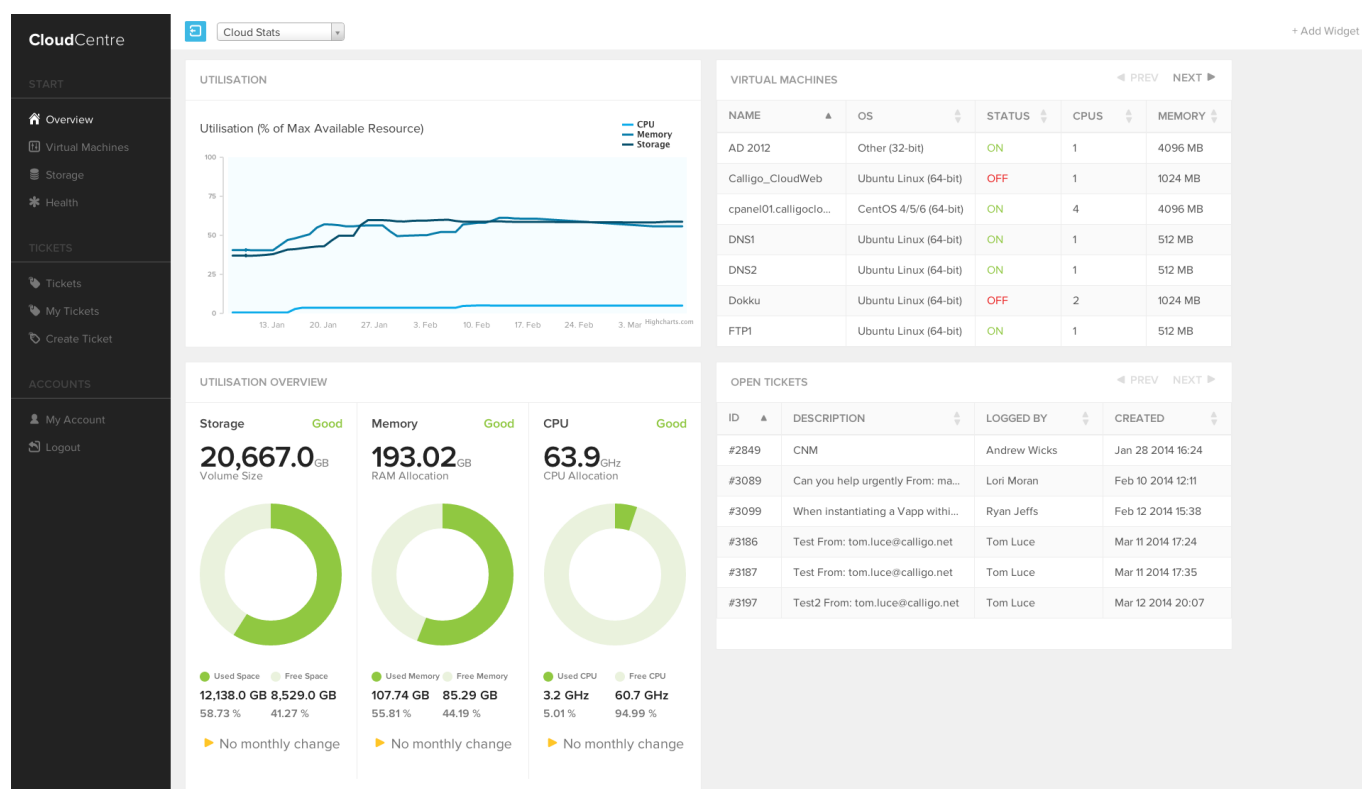 CloudCentre
Cloud Stats
+ Add Widget
START
Overview
Virtual Machines
Storage
Health
TICKETS
Tickets
My Tickets
Create Ticket
ACCOUNTS
My Account
Logout
UTILISATION
Utilisation (% of Max Available Resource)
CPU
Memory
Storage
100
75
50
25
0
13. Jan 20. Jan 27. Jan 3. Feb 10. Feb 17. Feb 24. Feb 3. Mar
Highcharts.com
VIRTUAL MACHINES PREV NEXT
NAME OS STATUS CPUS MEMORY
AD 2012 Other (32-bit) ON 1 4096 MB
Calligo_CloudWeb Ubuntu Linux (64-bit) OFF 1 1024 MB
cpanel01.calligoclo... CentOS 4/5/6 (64-bit) ON 4 4096 MB
DNS1 Ubuntu Linux (64-bit) ON 1 512 MB
DNS2 Ubuntu Linux (64-bit) ON 1 512 MB
Dokku Ubuntu Linux (64-bit) OFF 2 1024 MB
FTP1 Ubuntu Linux (64-bit) ON 1 512 MB
UTILISATION OVERVIEW
Storage Good
20,667.0GB
Volume Size
Used Space Free Space
12,138.0 GB 8,529.0 GB
58.73 % 41.27 %
No monthly change
Memory Good
193.02GB
RAM Allocation
Used Memory Free Memory
107.74 GB 85.29 GB
55.81 % 44.19 %
No monthly change
CPU Good
63.9GHz
CPU Allocation
Used CPU Free CPU
3.2 GHz 60.7 GHz
5.01 % 94.99 %
No monthly change
OPEN TICKETS PREV NEXT
ID DESCRIPTION LOGGED BY CREATED
#2849 CNM Andrew Wicks Jan 28 2014 16:24
#3089 Can you help urgently From: ma... Lori Moran Feb 10 2014 12:11
#3099 When instantiating a Vapp withi... Ryan Jeffs Feb 12 2014 15:38
#3186 Test From: tom.luce@calligo.net Tom Luce Mar 11 2014 17:24
#3187 Test From: tom.luce@calligo.net Tom Luce Mar 11 2014 17:35
#3197 Test2 From: tom.luce@calligo.net Tom Luce Mar 12 2014 20:07